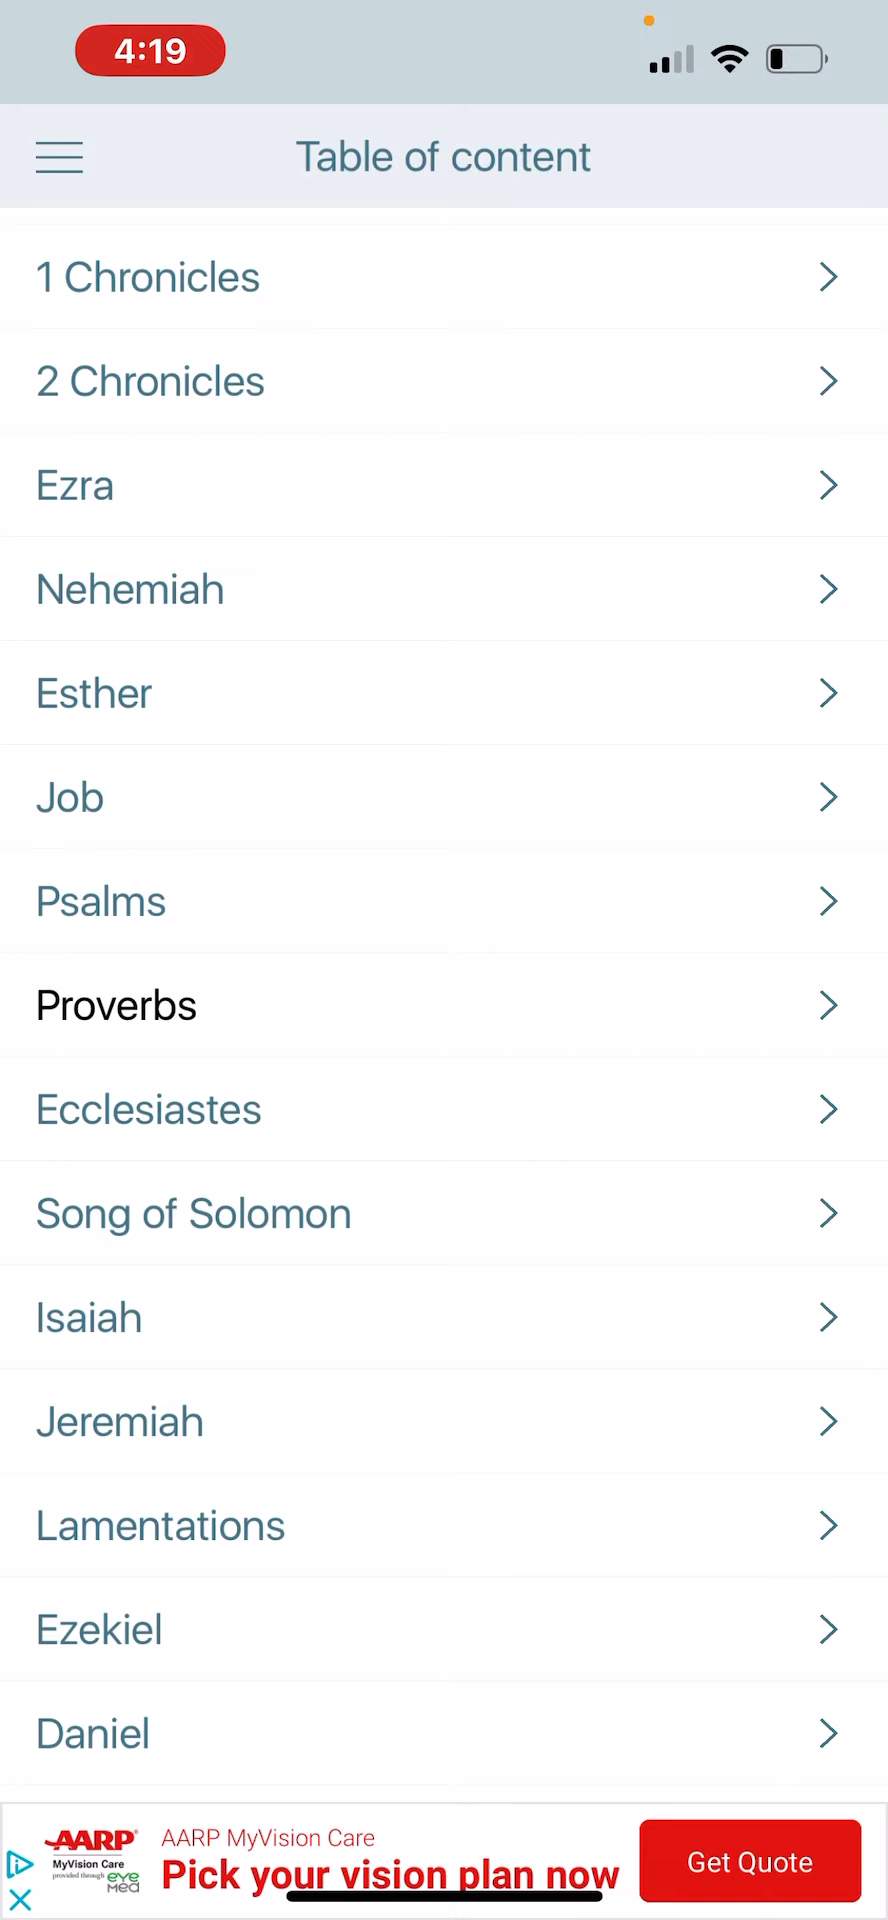 4:19
Table of content
1 Chronicles
2 Chronicles
Ezra
Nehemiah
Esther
Job
Psalms
Proverbs
Ecclesiastes
Song of Solomon
Isaiah
Jeremiah
Lamentations
Ezekiel
Daniel
AARP
MyVision Care
provided through
eye
Med
AARP MyVision Care
Pick your vision plan now
Get Quote